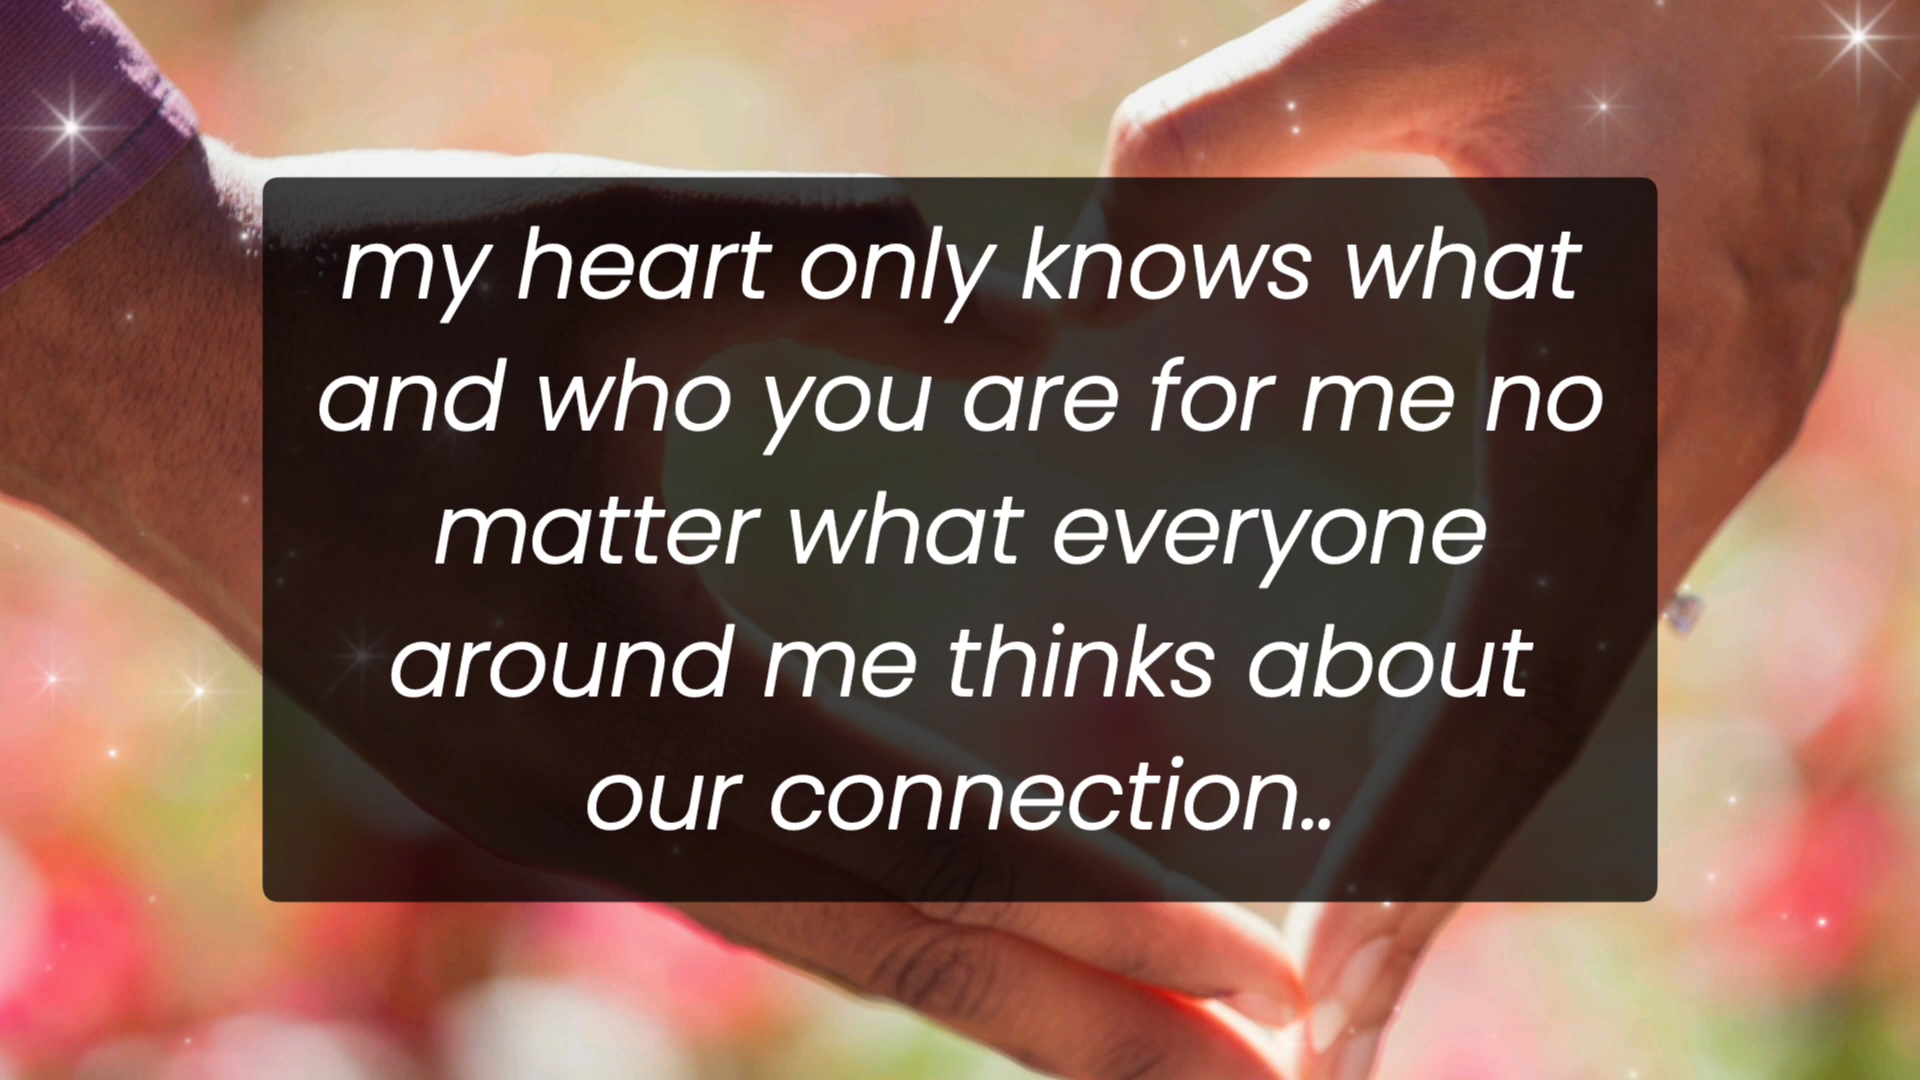 my heart only knows what
and who you are for me no
matter what everyone
around me thinks about
our connection..